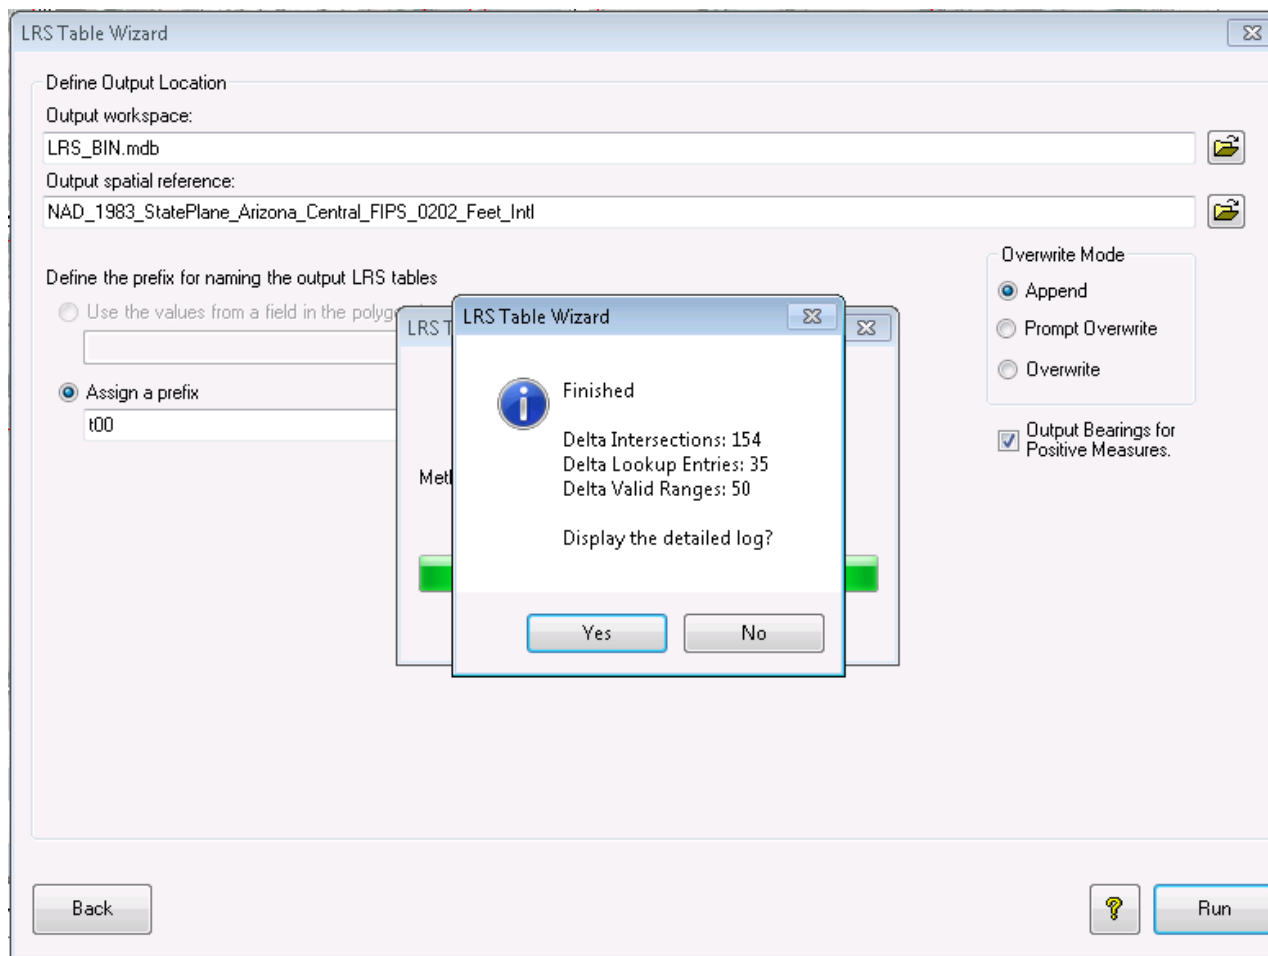 LRS Table Wizard
Define Output Location
Output workspace:
LRS_BIN.mdb
Output spatial reference:
NAD_1983_StatePlane_Arizona_Central_FIPS_0202_Feet_Intl
Define the prefix for naming the output LRS tables
Use the values from a field in the
Assign a prefix
t00
Overwrite Mode
Append
Prompt Overwrite
Overwrite
Output Bearings for
Positive Measures.
LRS
LRS Table Wizard
Finished
Delta Intersections: 154
Delta Lookup Entries: 35
Delta Valid Ranges: 50
Display the detailed log?
Yes
No
Back
?
Run